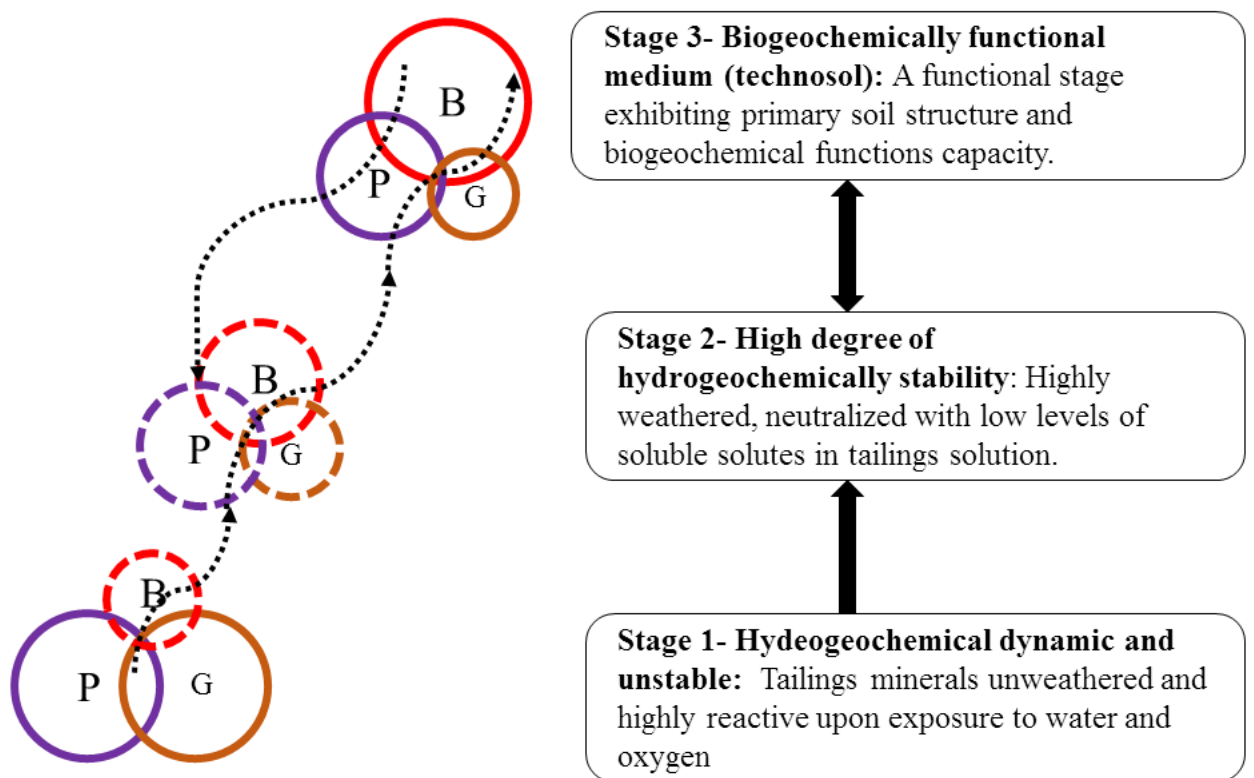 B
P
G
B
P
G
B
P
G
Stage 3- Biogeochemically functional
medium (technosol): A functional stage
exhibiting primary soil structure and
biogeochemical functions capacity.
Stage 2- High degree of
hydrogeochemically stability: Highly
weathered, neutralized with low levels of
soluble solutes in tailings solution.
Stage 1- Hydeogeochemical dynamic and
unstable: Tailings minerals unweathered and
highly reactive upon exposure to water and
oxygen